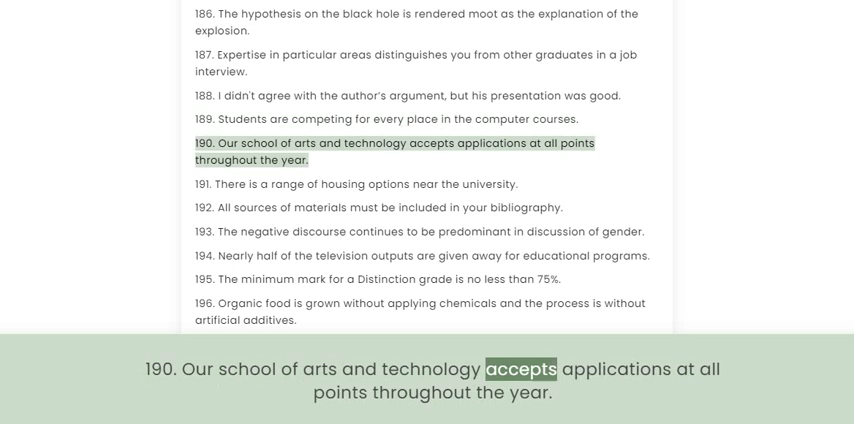 186. The hypothesis on the black hole is rendered moot as the explanation of the
explosion.
187. Expertise in particular areas distinguishes you from other graduates in a job
interview.
188. I didn't agree with the author's argument, but his presentation was good.
189. Students are competing for every place in the computer courses.
190. Our school of arts and technology accepts applications at all points
throughout the year.
191. There is a range of housing options near the university.
192. All sources of materials must be included in your bibliography.
193. The negative discourse continues to be predominant in discussion of gender.
194. Nearly half of the television outputs are given away for educational programs.
195. The minimum mark for a Distinction grade is no less than 75%.
196. Organic food is grown without applying chemicals and the process is without
artificial additives.
190. Our school of arts and technology accepts applications at all
points throughout the year.